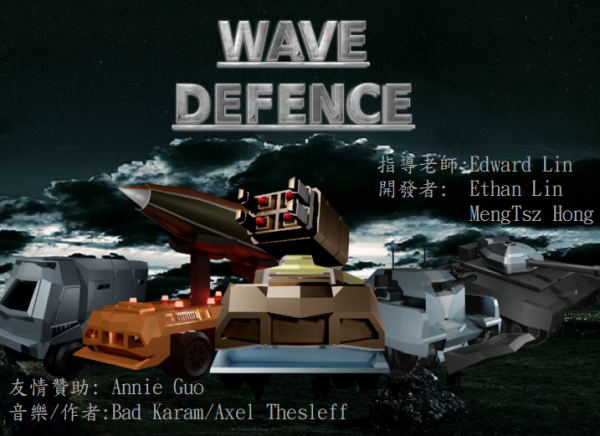 WAVE
DEFENCE
指導老師:Edward Lin
開發者: Ethan Lin
MengTsz Hong
友情贊助: Annie Guo
音樂/作者:Bad Karam/Axel Thesleff